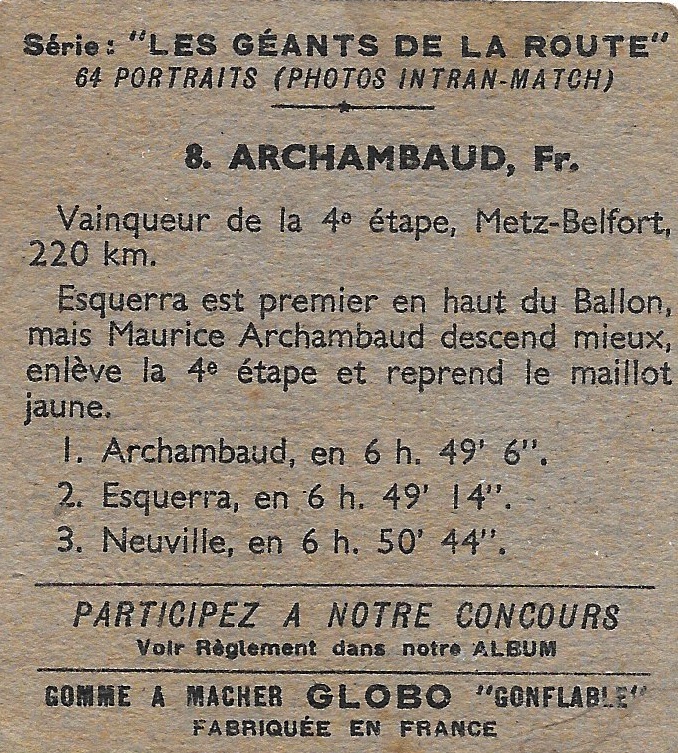 Série : "LES GÉANTS DE LA ROUTE"
64 PORTRAITS (PHOTOS INTRAN-MATCH)
8. ARCHAMBAUD, Fr.
Vainqueur de la 4e étape, Metz-Belfort,
220 km.
Esquerra est premier en haut du Ballon,
mais Maurice Archambaud descend mieux,
enlève la 4e étape et reprend le maillot
jaune.
1. Archambaud, en 6 h. 49' 6".
2. Esquerra, en 6 h. 49' 14".
3. Neuville, en 6 h. 50' 44".
PARTICIPEZ A NOTRE CONCOURS
Voir Règlement dans notre ALBUM
GOMME A MACHER GLOBO "GONFLABLE"
FABRIQUÉE EN FRANCE